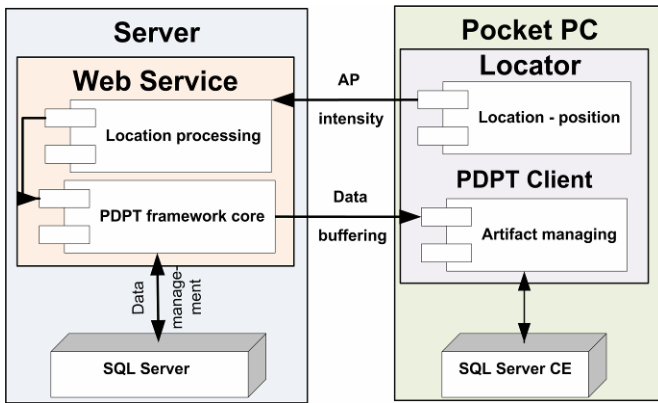 Server
Web Service
Location processing
PDPT framework core
Data
manage-
ment
SQL Server
AP
intensity
Data
buffering
Pocket PC
Locator
Location - position
PDPT Client
Artifact managing
SQL Server CE